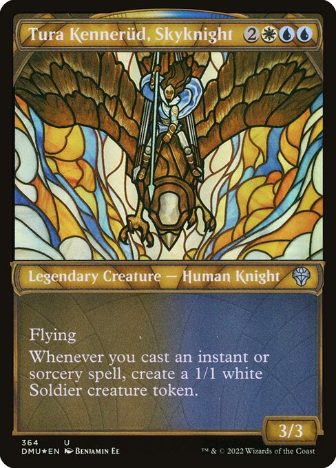 Tura Kennerüd, Skyknight 2
Legendary Creature — Human Knight
Flying
Whenever you cast an instant or
sorcery spell, create a 1/1 white
Soldier creature token.
3/3
364 U
DMU★EN Benjamin Ee
™ & © 2022 Wizards of the Coast